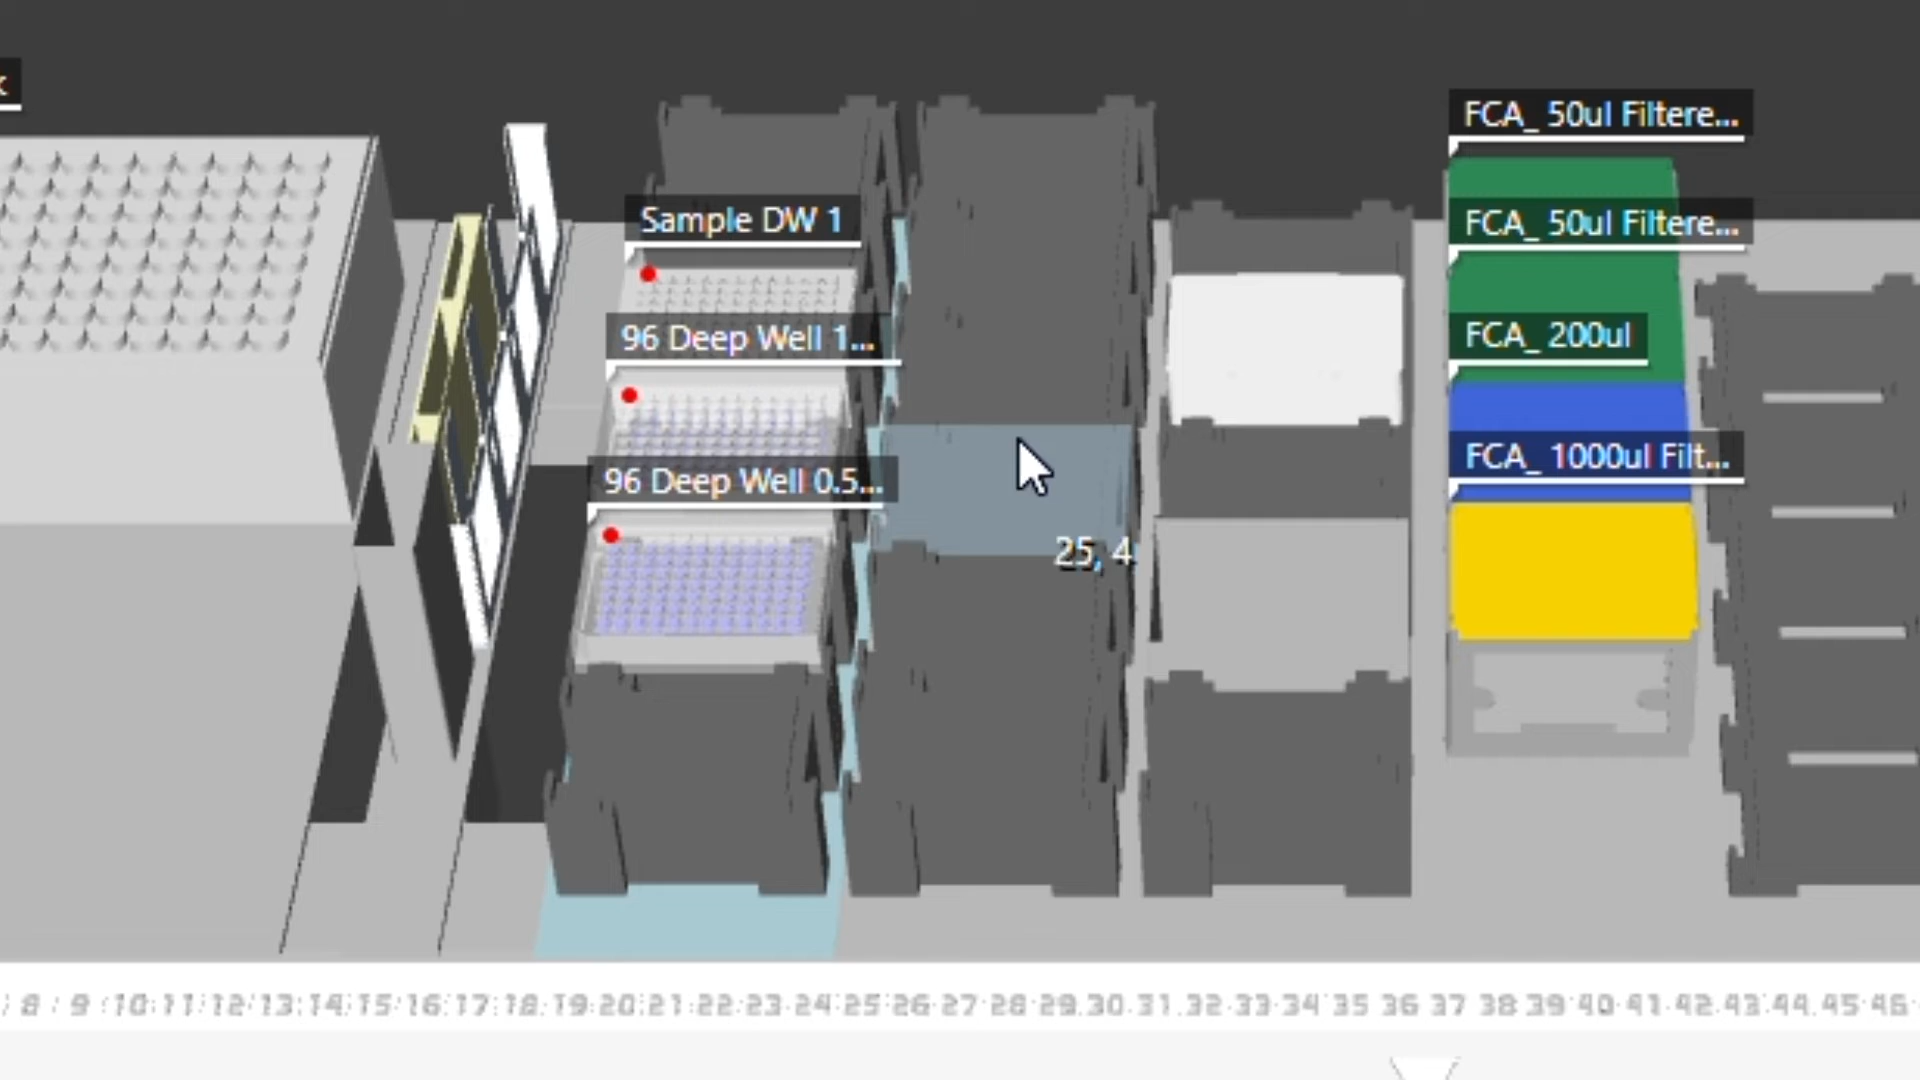 FCA_ 50ul Filtere...
Sample DW 1
FCA_ 50ul Filtere...
96 Deep Well 1...
FCA_ 200ul
96 Deep Well 0.5...
FCA_ 1000ul Filt...
25, 4
8 9 10 11 12 13 14 15 16 17 18 19 20 21 22 23 24 25 26 27 28 29 30 31 32 33 34 35 36 37 38 39 40 41 42 43 44 45 46